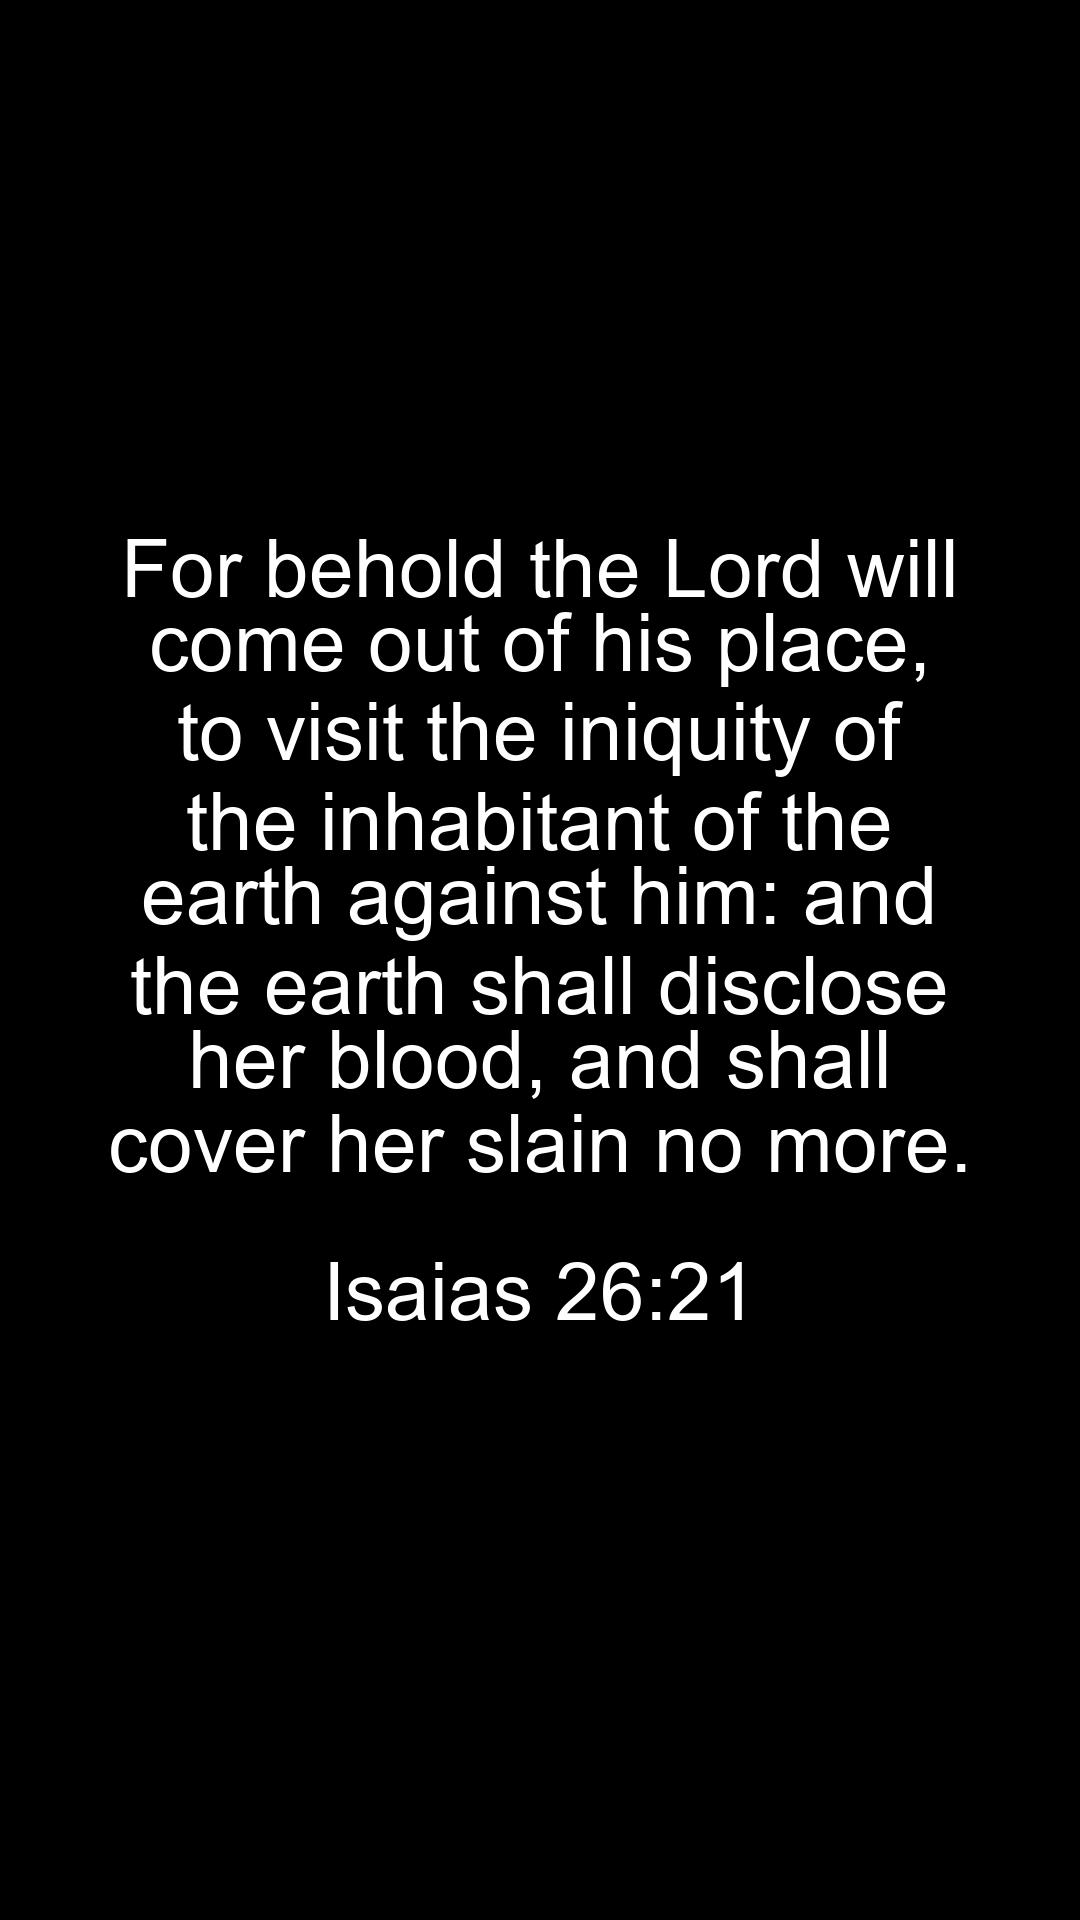 For behold the Lord will
come out of his place,
to visit the iniquity of
the inhabitant of the
earth against him: and
the earth shall disclose
her blood, and shall
cover her slain no more.
Isaias 26:21